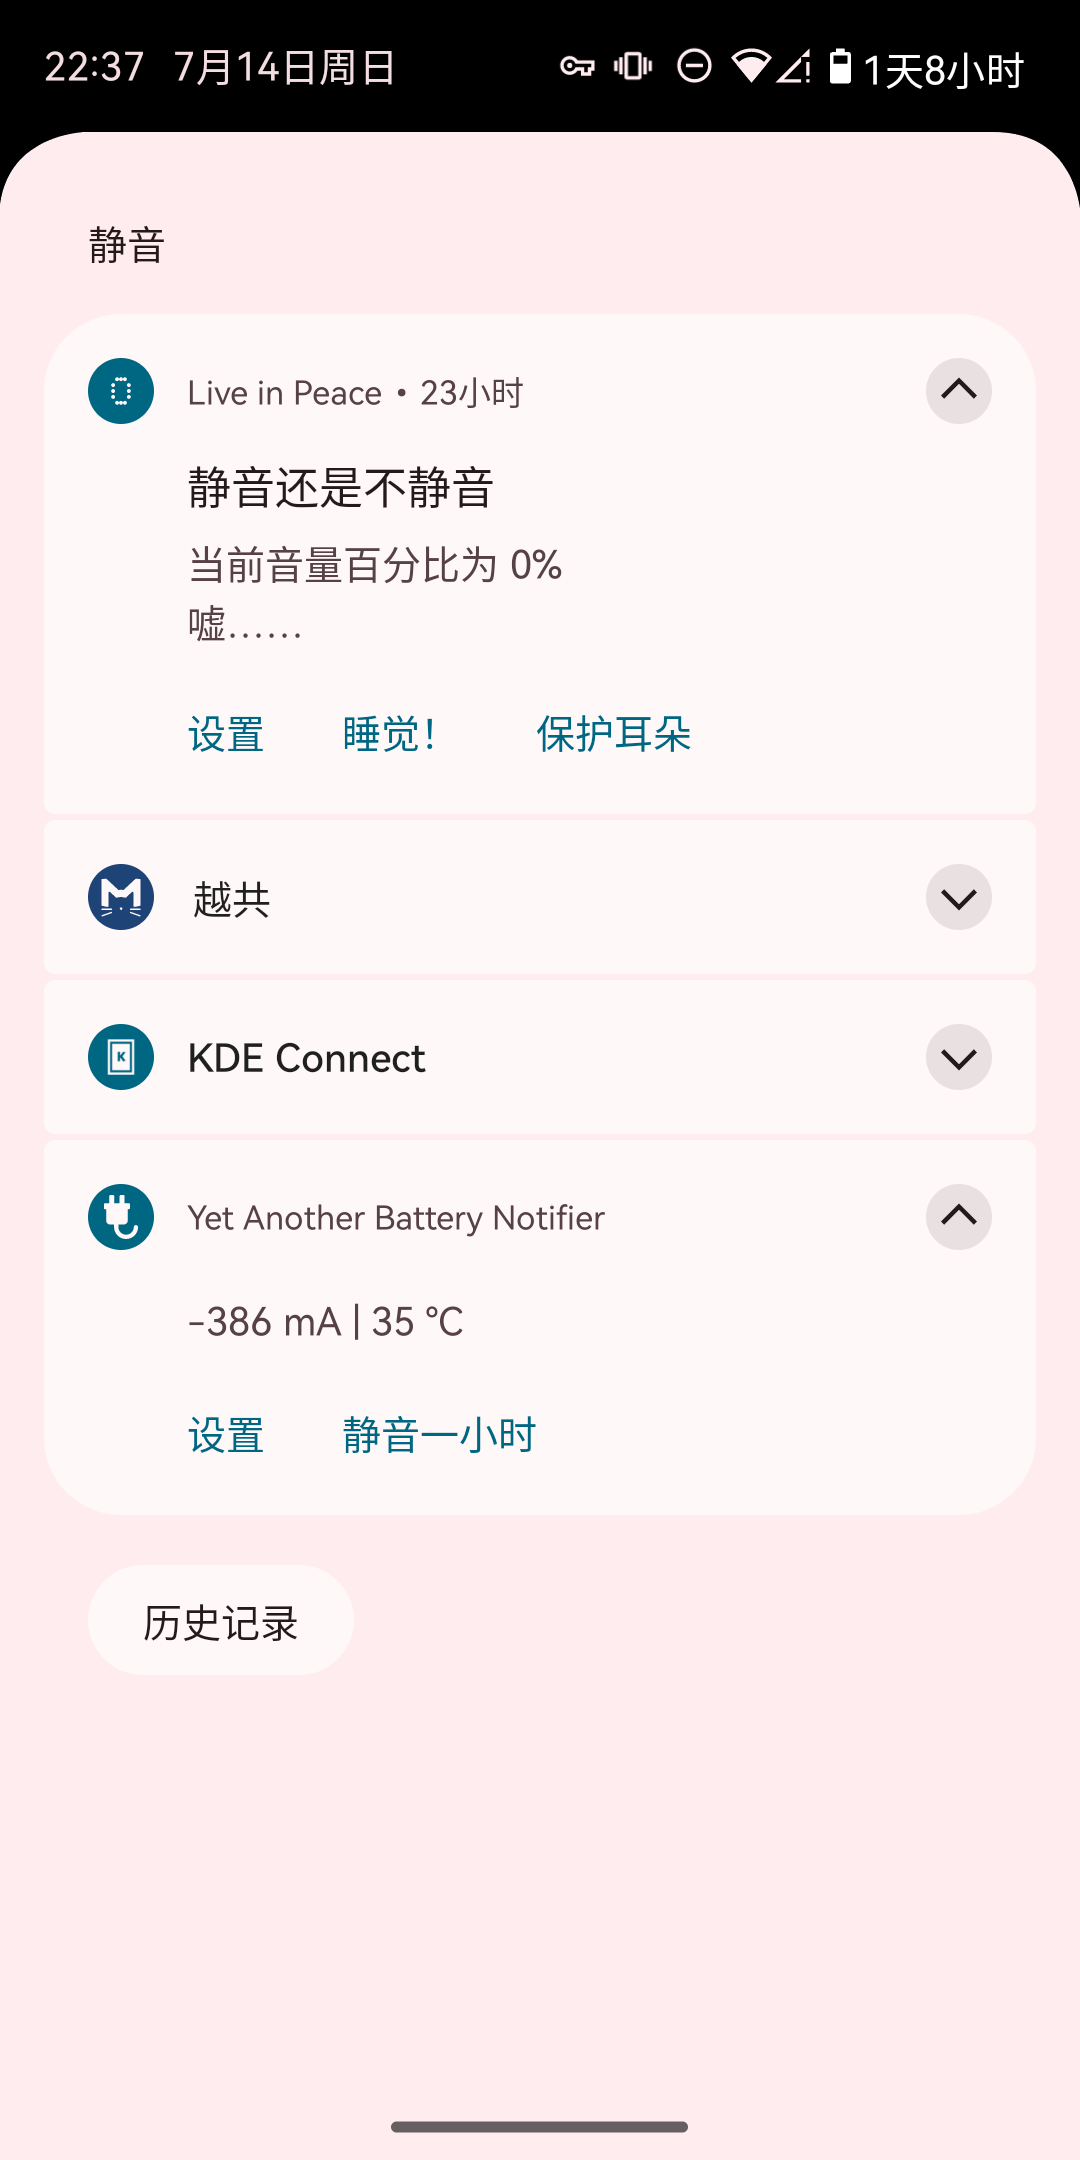 22:37 7月14日周日 1天8小时
静音
Live in Peace • 23小时
静音还是不静音
当前音量百分比为 0%
嘘……
设置 睡觉！ 保护耳朵
越共
KDE Connect
Yet Another Battery Notifier
-386 mA | 35 ℃
设置 静音一小时
历史记录